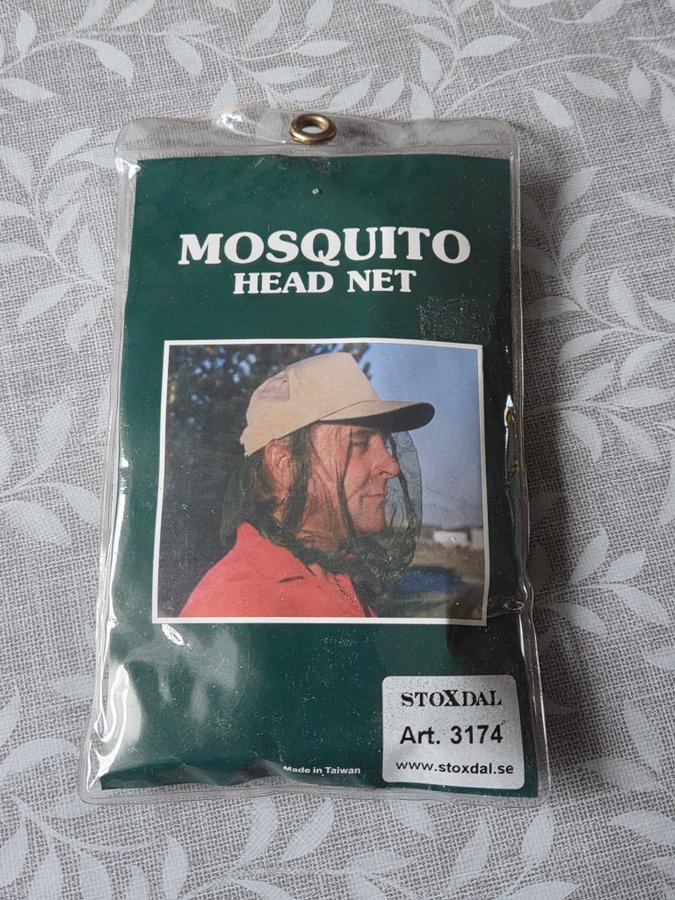 MOSQUITO
HEAD NET
STOXDAL
Art. 3174
www.stoxdal.se
Made in Taiwan